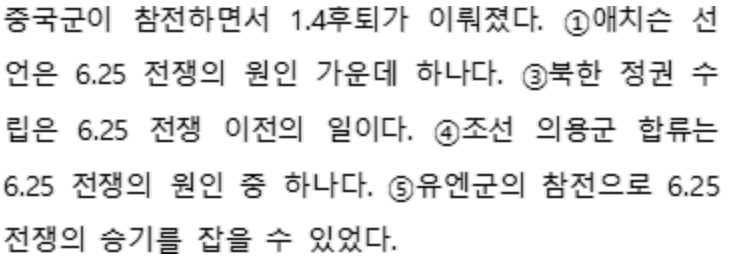 중국군이 참전하면서 1.4후퇴가 이뤄졌다. ①애치슨 선
언은 6.25 전쟁의 원인 가운데 하나다. ③북한 정권 수
립은 6.25 전쟁 이전의 일이다. ④조선 의용군 합류는
6.25 전쟁의 원인 중 하나다. ⑤유엔군의 참전으로 6.25
전쟁의 승기를 잡을 수 있었다.